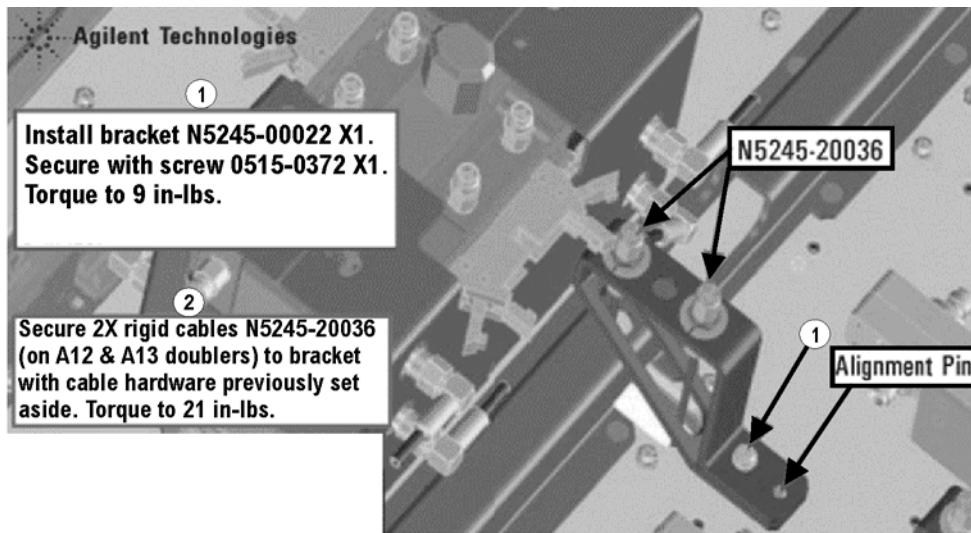 Agilent Technologies
1
Install bracket N5245-00022 X1.
Secure with screw 0515-0372 X1.
Torque to 9 in-lbs.
N5245-20036
2
Secure 2X rigid cables N5245-20036
(on A12 & A13 doublers) to bracket
with cable hardware previously set
aside. Torque to 21 in-lbs.
1
Alignment Pin